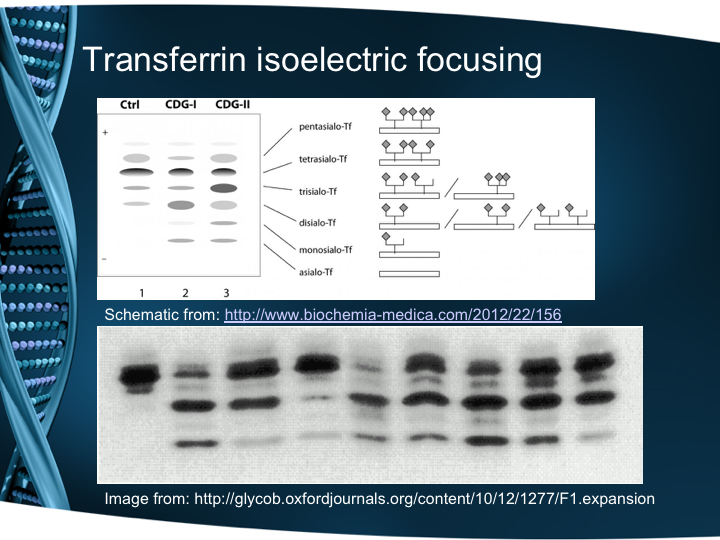 Transferrin isoelectric focusing
Ctrl CDG-I CDG-II
+
pentasialo-Tf
tetrasialo-Tf
trisialo-Tf
disialo-Tf
monosialo-Tf
asialo-Tf
–
1 2 3
Schematic from: http://www.biochemia-medica.com/2012/22/156
Image from: http://glycob.oxfordjournals.org/content/10/12/1277/F1.expansion